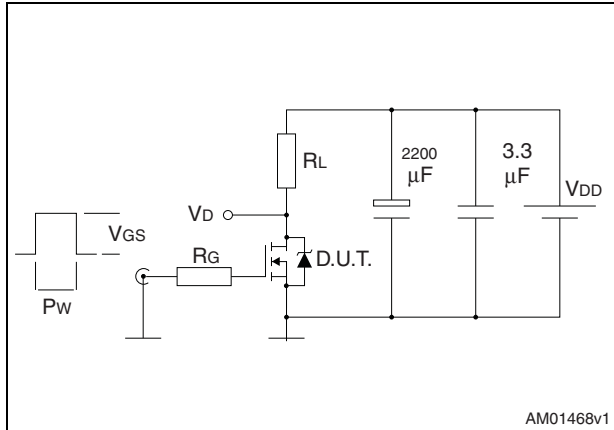 RL
2200
μF
3.3
μF
VDD
VD
VGS
RG
D.U.T.
PW
AM01468v1